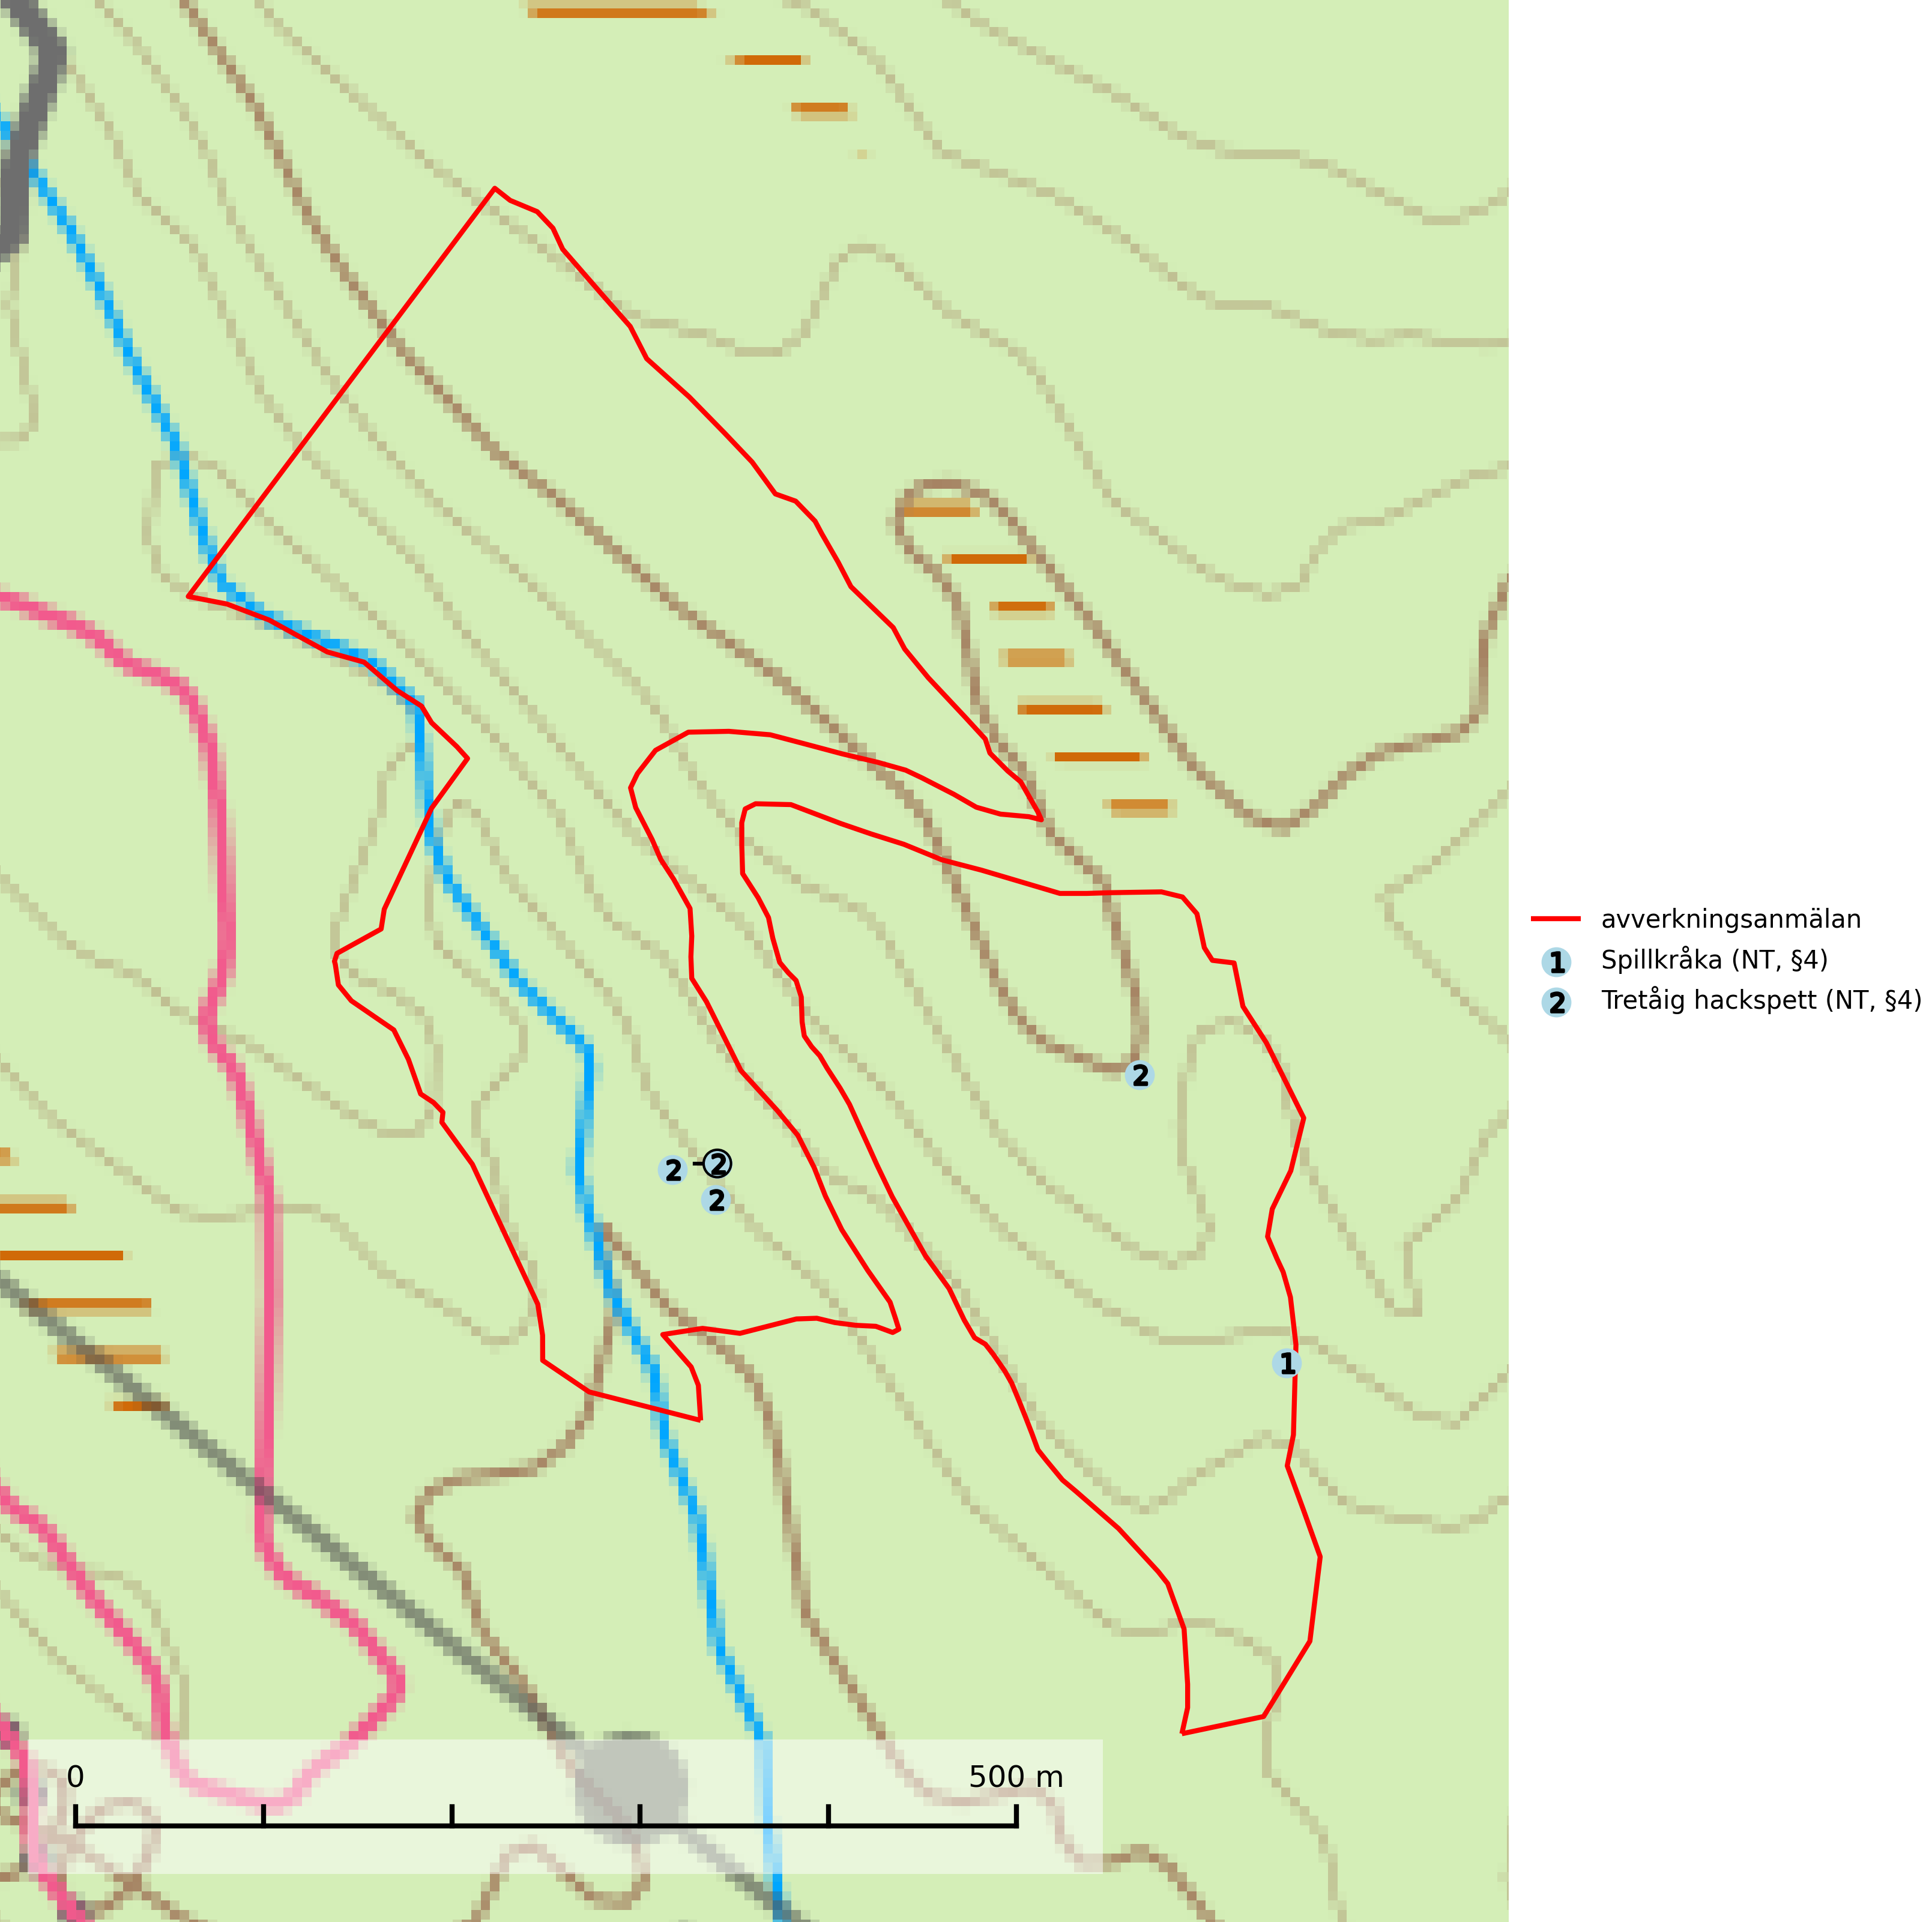 avverkningsanmälan
1 Spillkråka (NT, §4)
2 Tretåig hackspett (NT, §4)
2
2 2
2
1
0 500 m